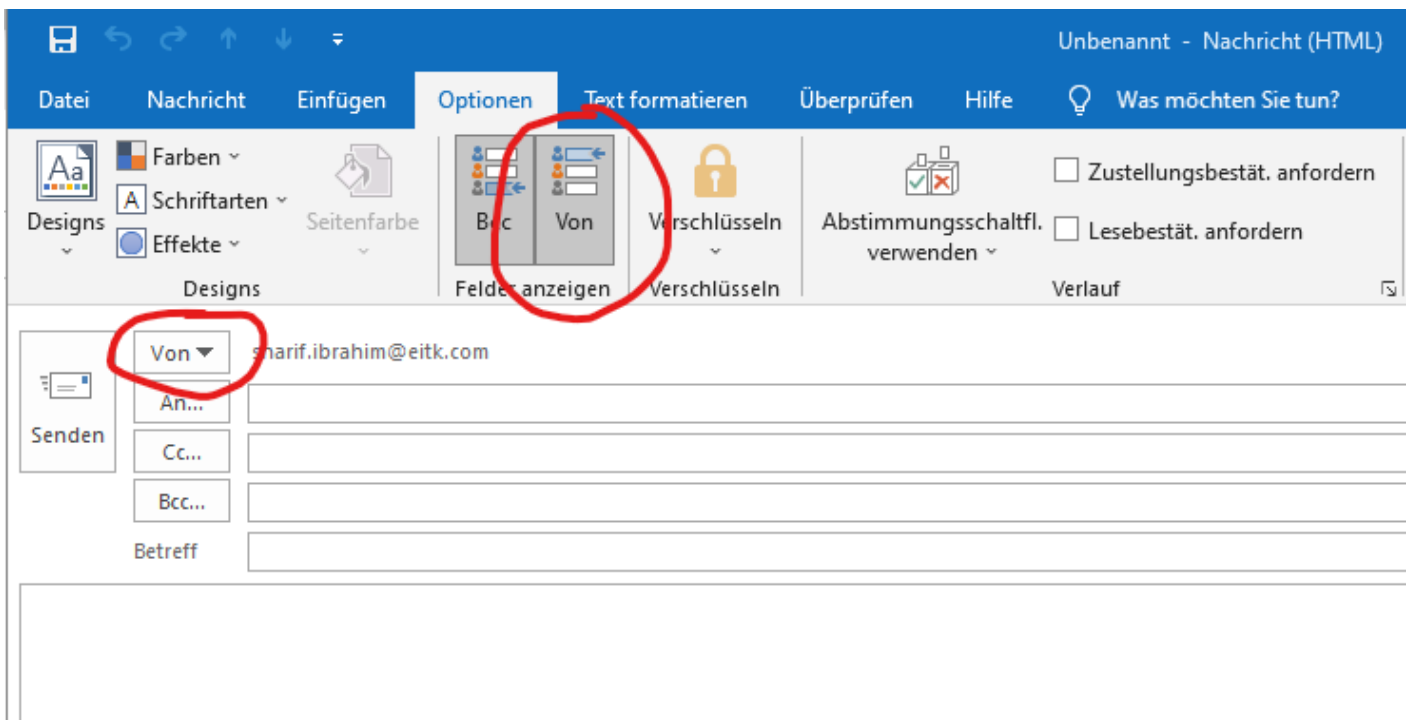 Unbenannt - Nachricht (HTML)
Datei Nachricht Einfügen Optionen Text formatieren Überprüfen Hilfe Was möchten Sie tun?
Aa
Designs
Farben
A Schriftarten
Effekte
Seitenfarbe
Designs
Bcc
Von
Felder anzeigen
Verschlüsseln
Verschlüsseln
Abstimmungsschaltfl.
verwenden
Zustellungsbestät. anfordern
Lesebestät. anfordern
Verlauf
Senden
Von sharif.ibrahim@eitk.com
An...
Cc...
Bcc...
Betreff